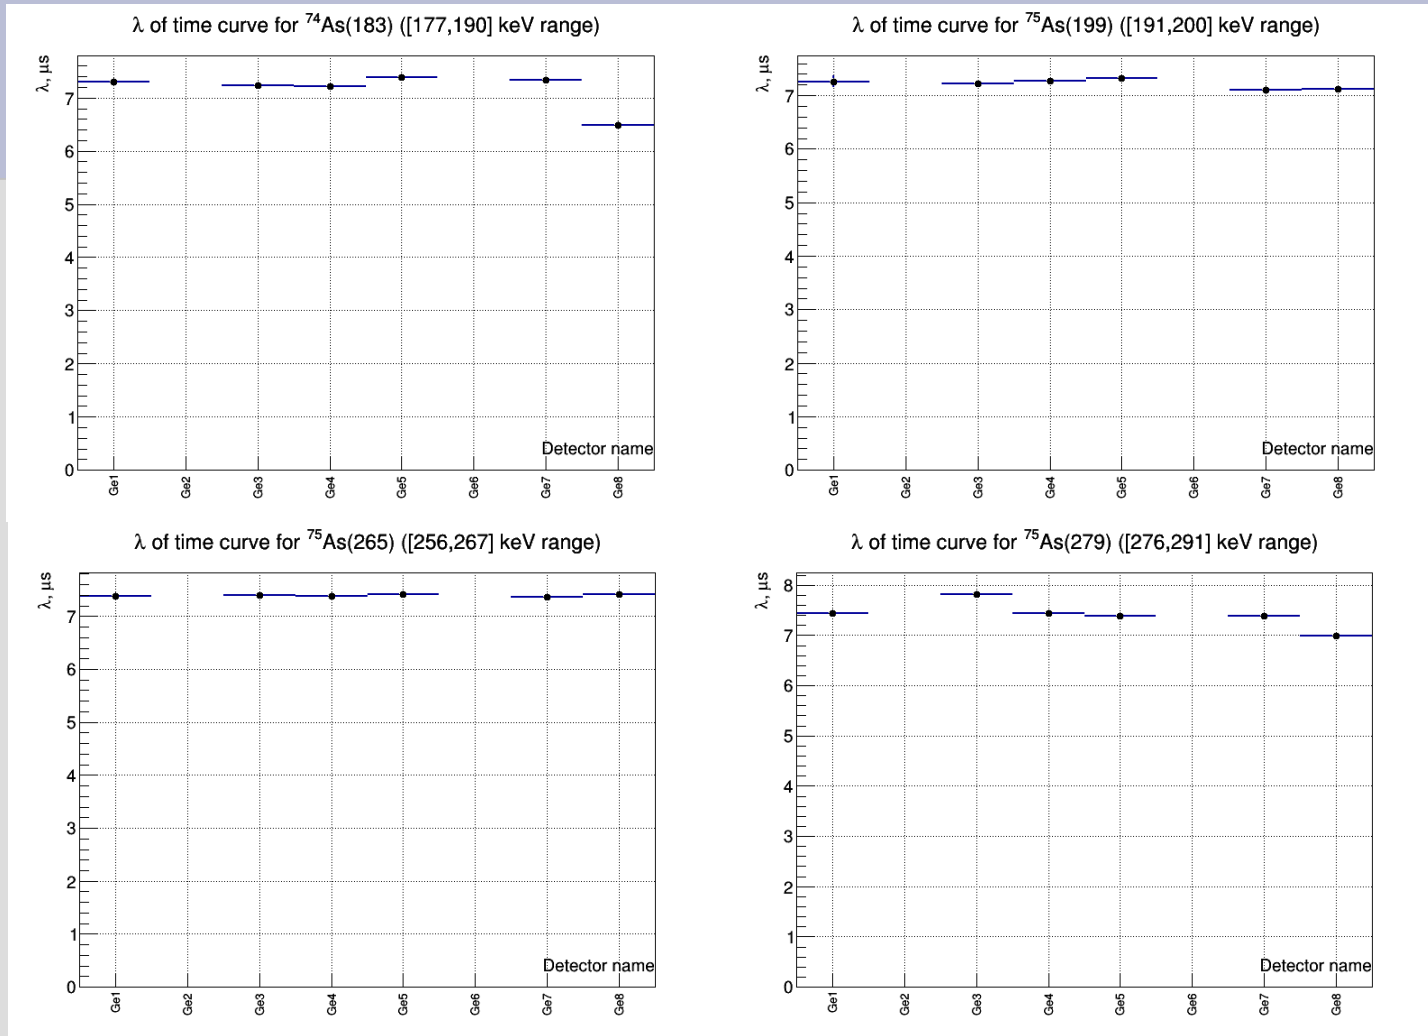 λ of time curve for ⁷⁴As(183) ([177,190] keV range)
λ, μs
7
6
5
4
3
2
1
0
Detector name
Ge1 Ge2 Ge3 Ge4 Ge5 Ge6 Ge7 Ge8
λ of time curve for ⁷⁵As(199) ([191,200] keV range)
λ, μs
7
6
5
4
3
2
1
0
Detector name
Ge1 Ge2 Ge3 Ge4 Ge5 Ge6 Ge7 Ge8
λ of time curve for ⁷⁵As(265) ([256,267] keV range)
λ, μs
7
6
5
4
3
2
1
0
Detector name
Ge1 Ge2 Ge3 Ge4 Ge5 Ge6 Ge7 Ge8
λ of time curve for ⁷⁵As(279) ([276,291] keV range)
λ, μs
8
7
6
5
4
3
2
1
0
Detector name
Ge1 Ge2 Ge3 Ge4 Ge5 Ge6 Ge7 Ge8